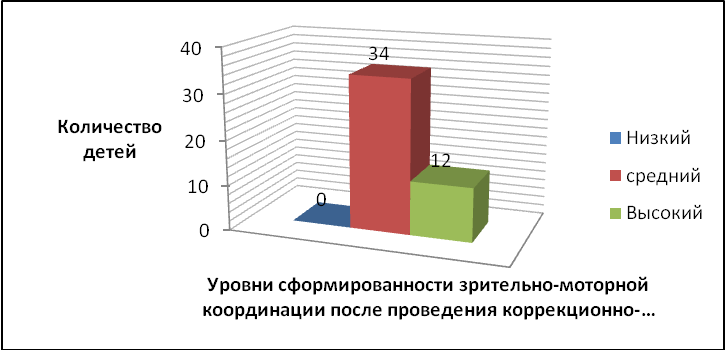 40
30
20
10
0
Количество
детей
0
34
12
Низкий
средний
Высокий
Уровни сформированности зрительно-моторной
координации после проведения коррекционно-...